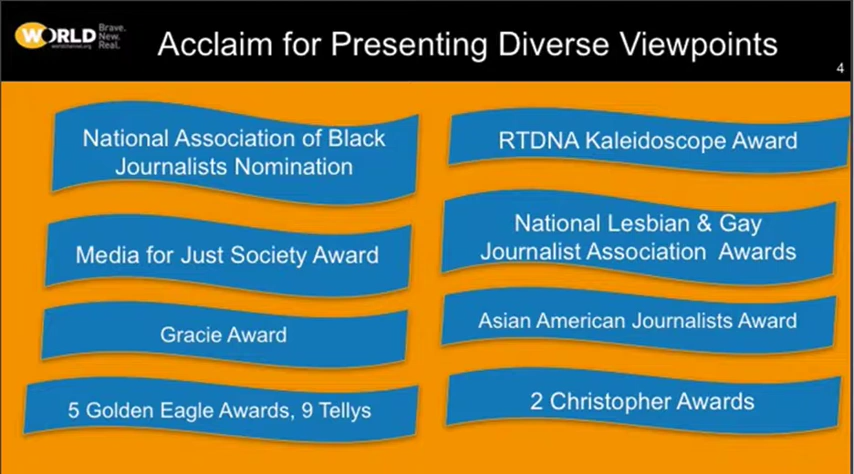 WORLD
worldchannel.org
Brave.
New.
Real.
Acclaim for Presenting Diverse Viewpoints
4
National Association of Black
Journalists Nomination
RTDNA Kaleidoscope Award
Media for Just Society Award
National Lesbian & Gay
Journalist Association Awards
Gracie Award
Asian American Journalists Award
5 Golden Eagle Awards, 9 Tellys
2 Christopher Awards